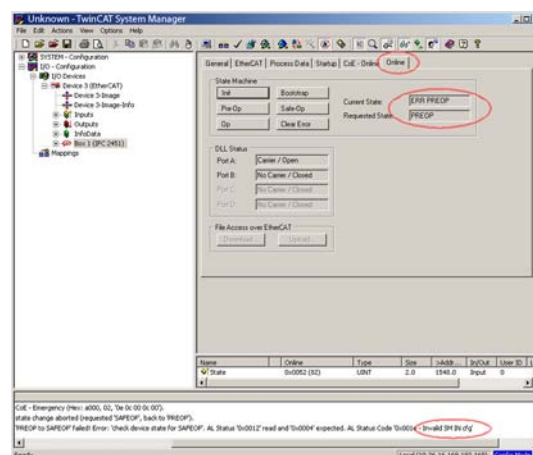 Unknown - TwinCAT System Manager
File Edit Actions View Options Help
SYSTEM - Configuration
I/O - Configuration
I/O Devices
Device 3 (EtherCAT)
Device 3-Image
Device 3-Image-Info
Inputs
Outputs
InfoData
Box 1 (IFC 2451)
Mappings
General EtherCAT Process Data Startup CoE - Online Online
State Machine
Init Bootstrap
Pre-Op Safe-Op
Op Clear Error
Current State: ERR PREOP
Requested State: PREOP
DLL Status
Port A: Carrier / Open
Port B: No Carrier / Closed
Port C: No Carrier / Closed
Port D: No Carrier / Closed
File Access over EtherCAT
Download... Upload...
Name Online Type Size >Addr... In/Out User ID
State 0x0052 (82) UINT 2.0 1548.0 Input 0
CoE - Emergency (Hex: a000, 02, '0e 0c 00 0c 00').
state change aborted (requested 'SAFEOP', back to 'PREOP').
'PREOP to SAFEOP' failed! Error: 'check device state for SAFEOP'. AL Status '0x0012' read and '0x0004' expected. AL Status Code '0x001e - Invalid SM IN cfg'
Ready
Config Mode